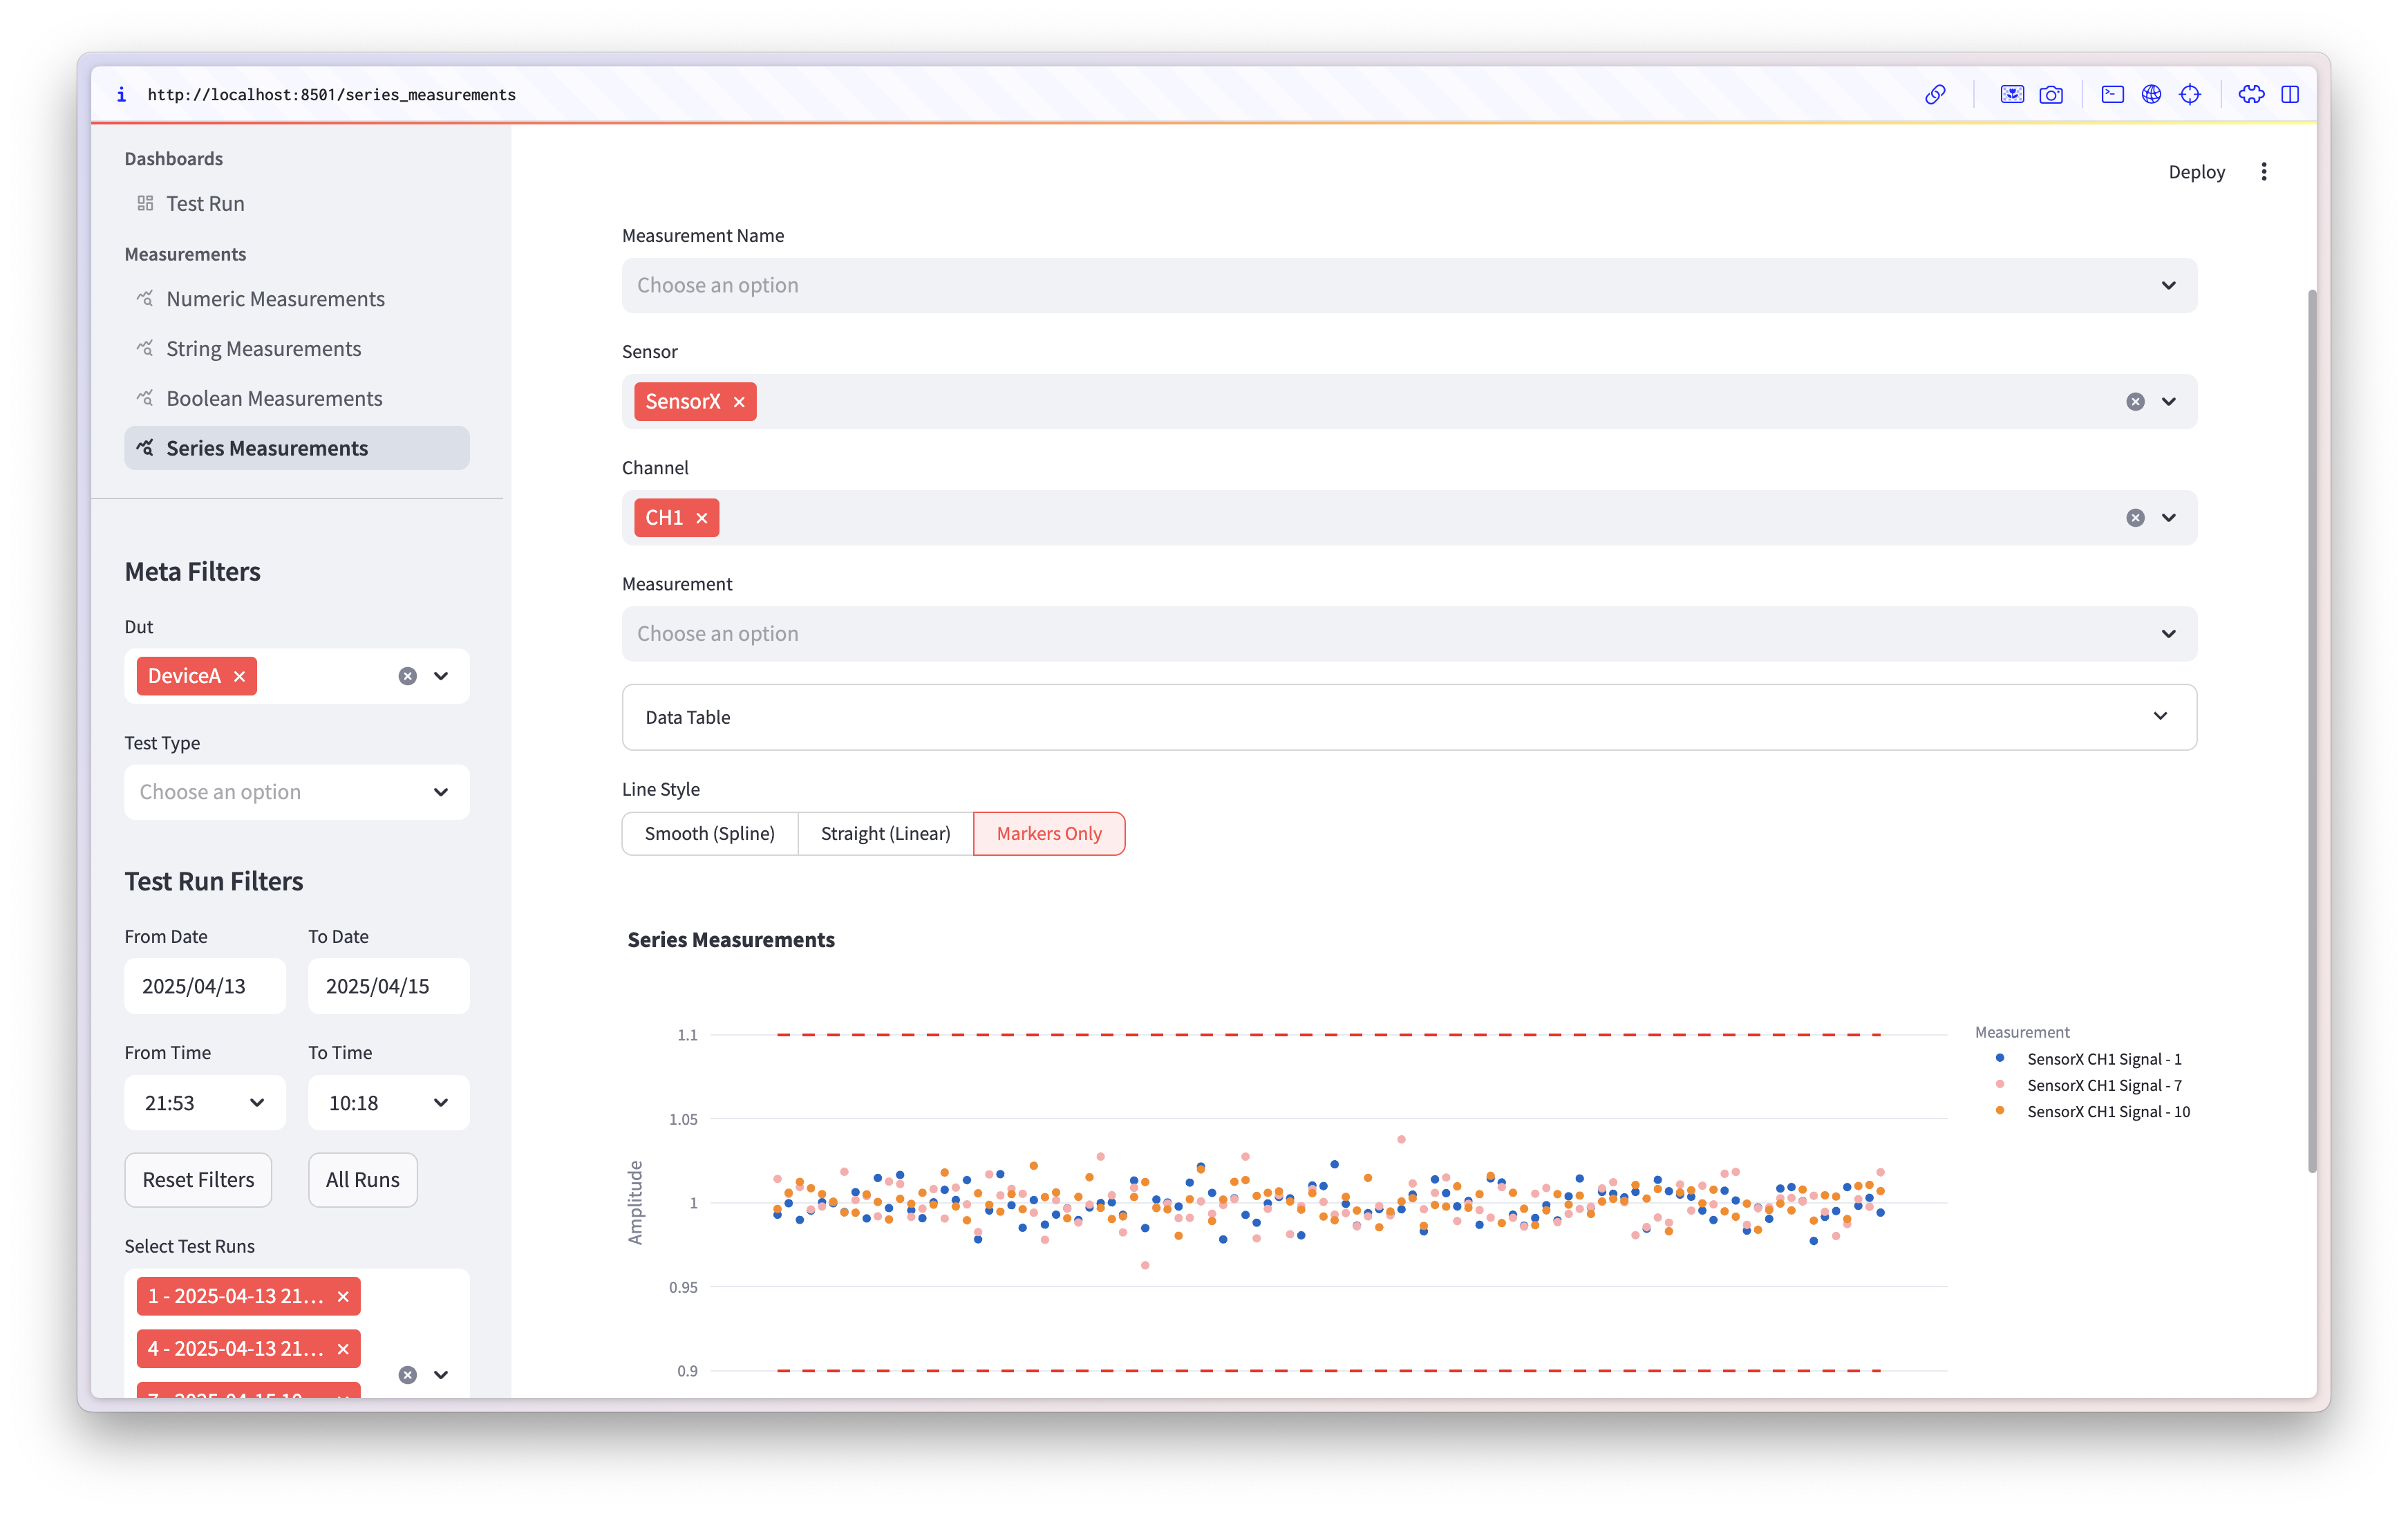 i http://localhost:8501/series_measurements
Dashboards
Test Run
Measurements
Numeric Measurements
String Measurements
Boolean Measurements
Series Measurements
Meta Filters
Dut
DeviceA
Test Type
Choose an option
Test Run Filters
From Date To Date
2025/04/13 2025/04/15
From Time To Time
21:53 10:18
Reset Filters All Runs
Select Test Runs
1 - 2025-04-13 21...
4 - 2025-04-13 21...
Deploy
Measurement Name
Choose an option
Sensor
SensorX
Channel
CH1
Measurement
Choose an option
Data Table
Line Style
Smooth (Spline) Straight (Linear) Markers Only
Series Measurements
Amplitude
1.1
1.05
1
0.95
0.9
Measurement
SensorX CH1 Signal - 1
SensorX CH1 Signal - 7
SensorX CH1 Signal - 10